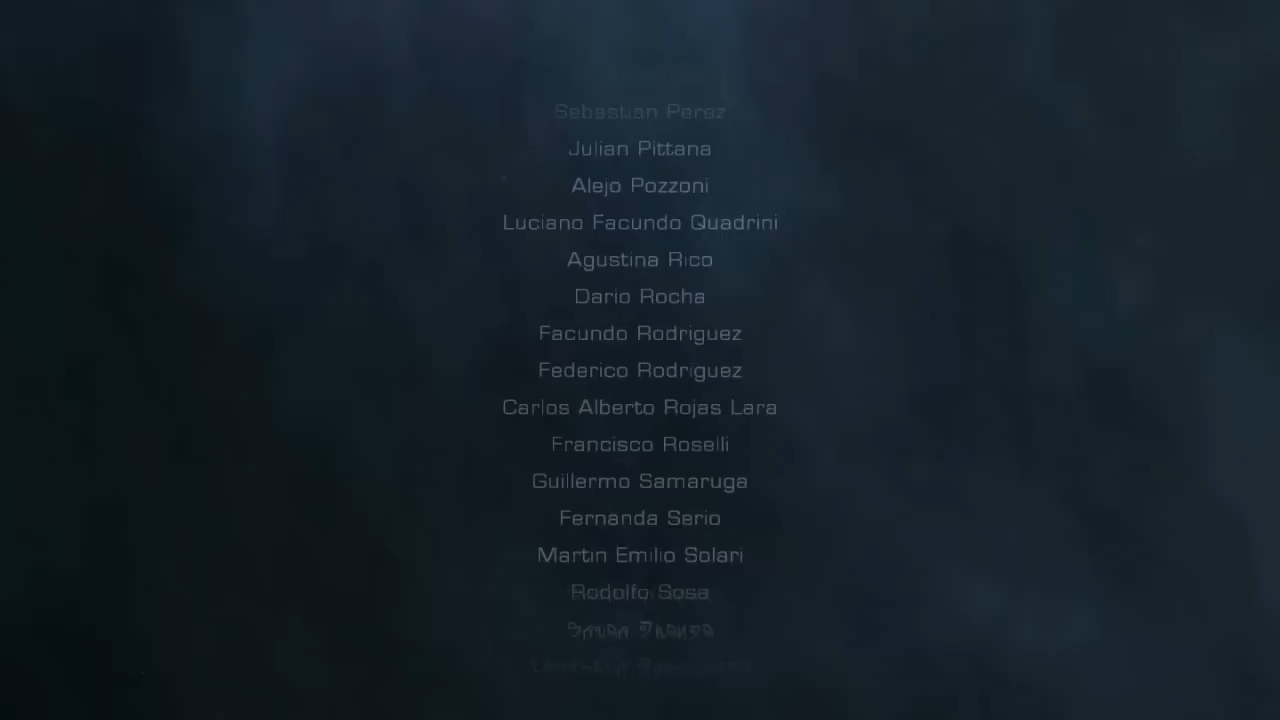 Sebastian Perez
Julian Pittana
Alejo Pozzoni
Luciano Facundo Quadrini
Agustina Rico
Dario Rocha
Facundo Rodriguez
Federico Rodriguez
Carlos Alberto Rojas Lara
Francisco Roselli
Guillermo Samaruga
Fernanda Serio
Martin Emilio Solari
Rodolfo Sosa